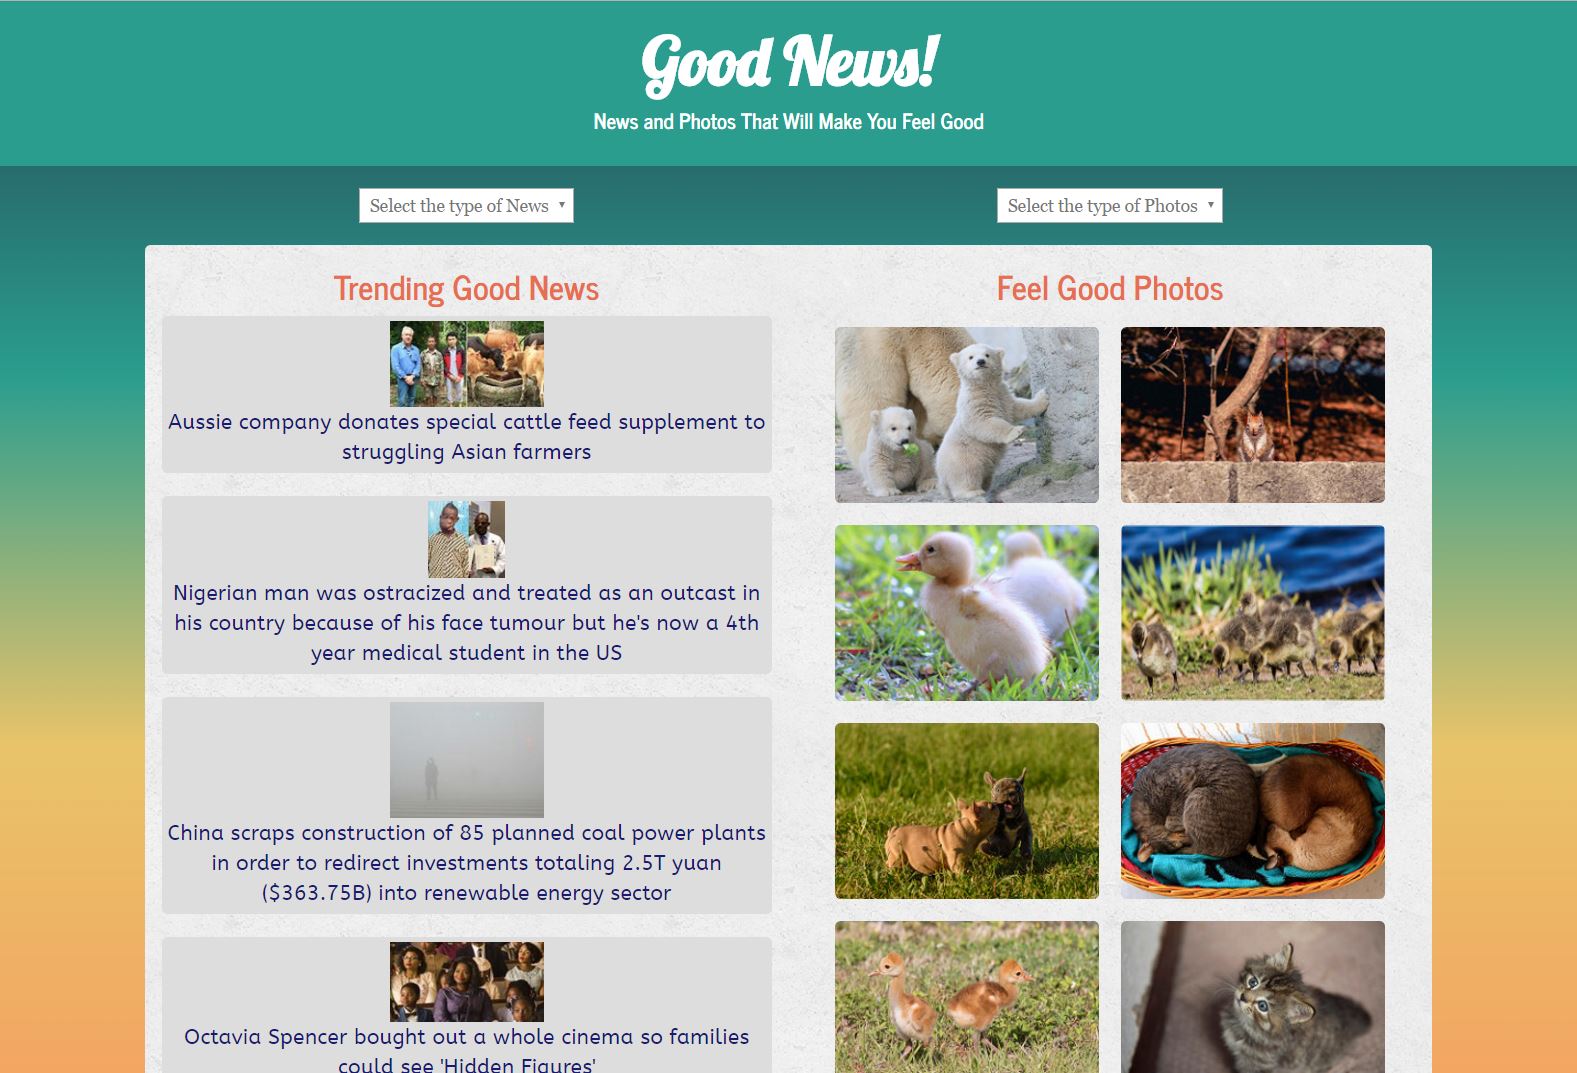 Good News!
News and Photos That Will Make You Feel Good
Select the type of News
Select the type of Photos
Trending Good News
Aussie company donates special cattle feed supplement to
struggling Asian farmers
Nigerian man was ostracized and treated as an outcast in
his country because of his face tumour but he's now a 4th
year medical student in the US
China scraps construction of 85 planned coal power plants
in order to redirect investments totaling 2.5T yuan
($363.75B) into renewable energy sector
Octavia Spencer bought out a whole cinema so families
could see 'Hidden Figures'
Feel Good Photos